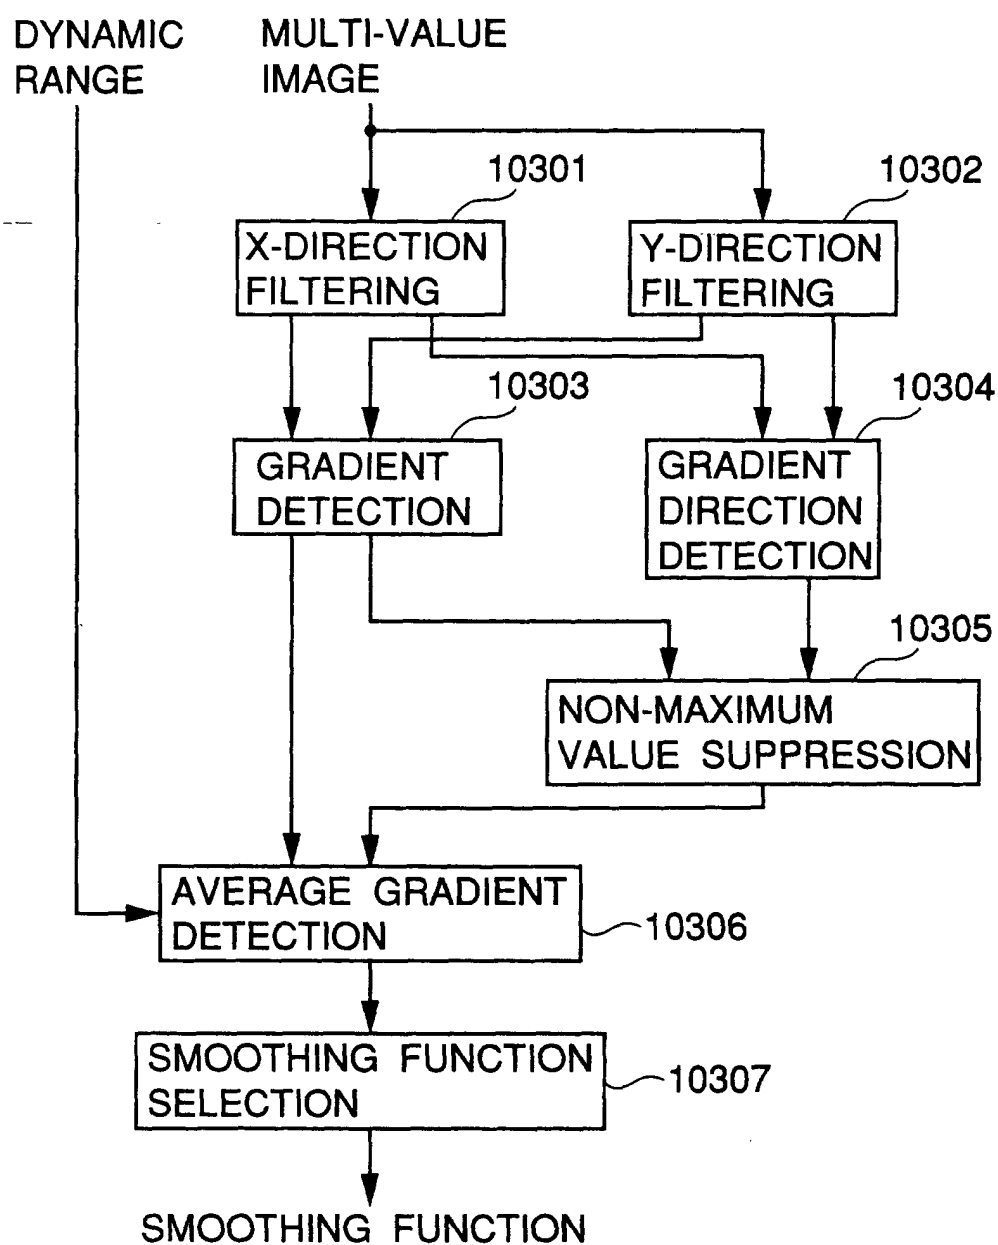 DYNAMIC
RANGE
MULTI-VALUE
IMAGE
10301
10302
X-DIRECTION
FILTERING
Y-DIRECTION
FILTERING
10303
10304
GRADIENT
DETECTION
GRADIENT
DIRECTION
DETECTION
10305
NON-MAXIMUM
VALUE SUPPRESSION
AVERAGE GRADIENT
DETECTION
10306
SMOOTHING FUNCTION
SELECTION
10307
SMOOTHING FUNCTION